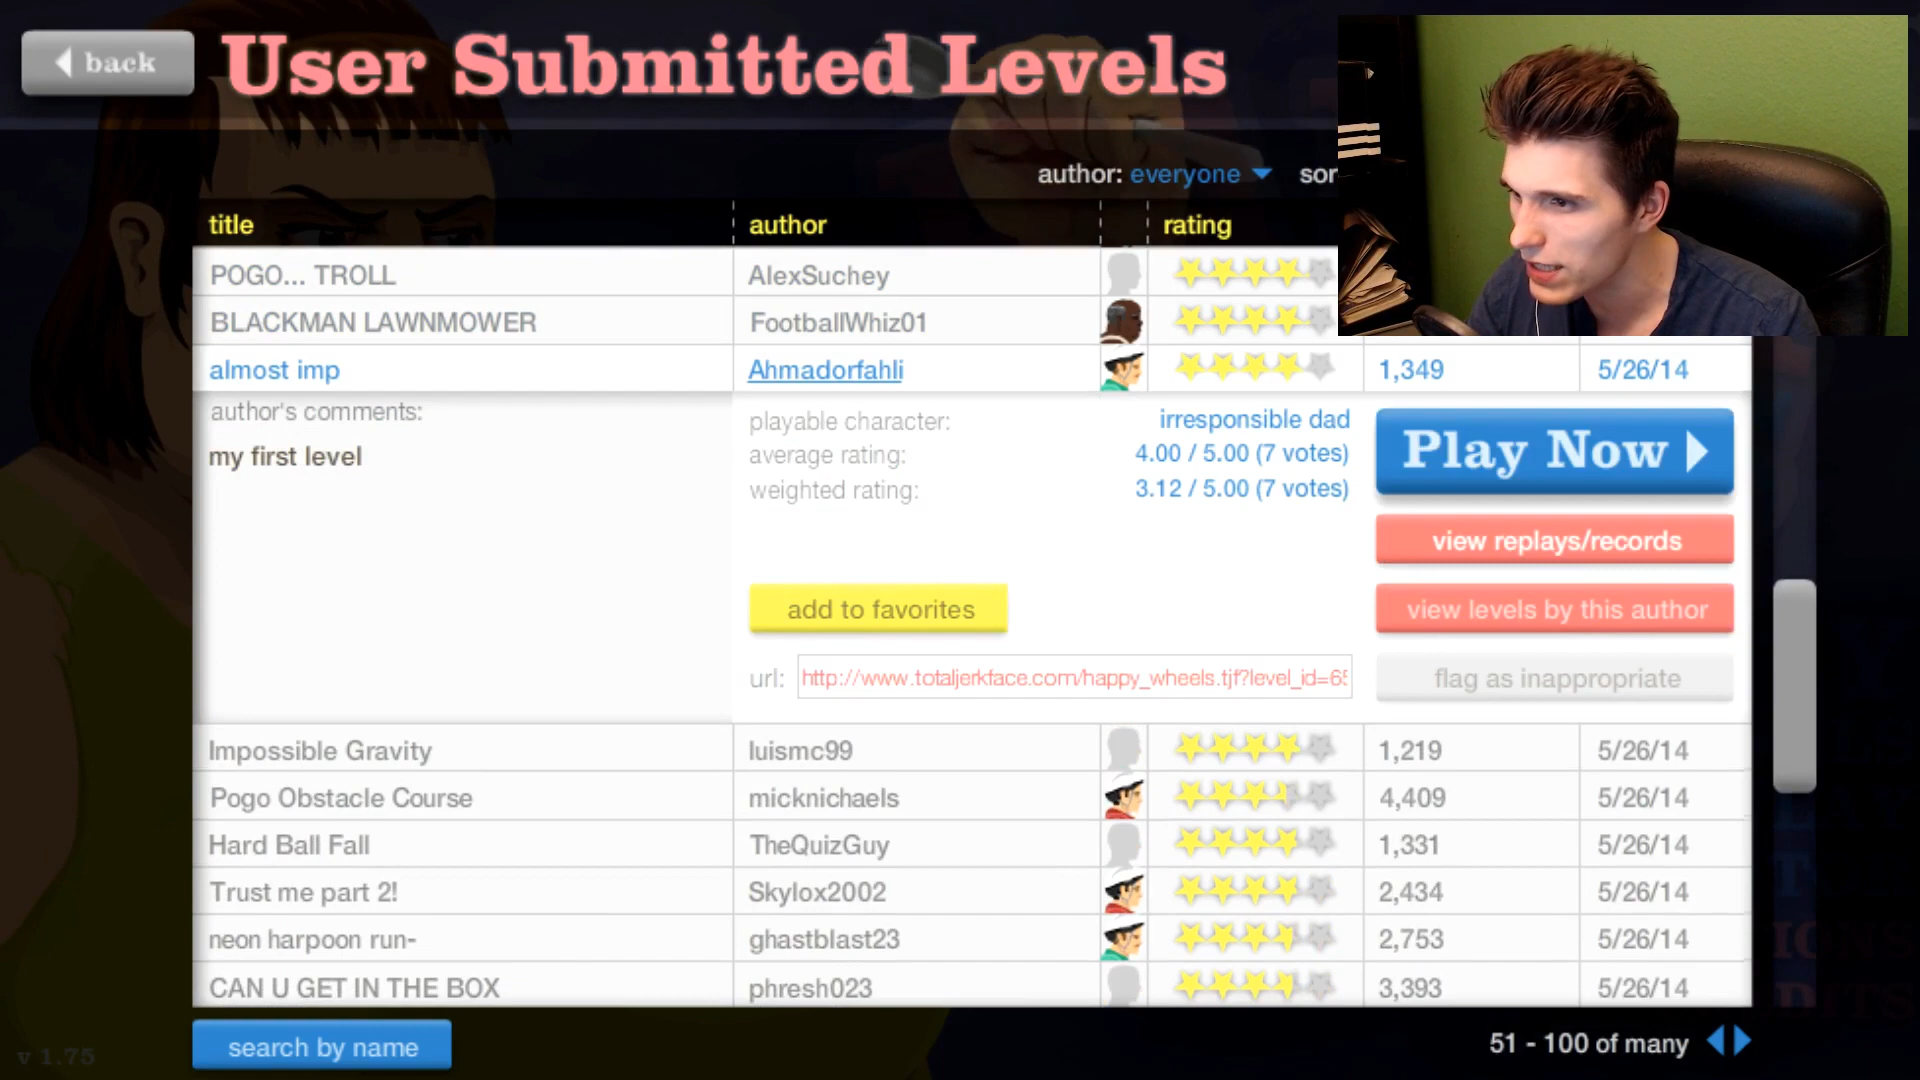 back
User Submitted Levels
author: everyone
title author rating
POGO... TROLL AlexSuchey
BLACKMAN LAWNMOWER FootballWhiz01
almost imp Ahmadorfahli 1,349 5/26/14
author's comments:
my first level
playable character: irresponsible dad
average rating: 4.00 / 5.00 (7 votes)
weighted rating: 3.12 / 5.00 (7 votes)
Play Now
view replays/records
add to favorites
view levels by this author
url: http://www.totaljerkface.com/happy_wheels.tjf?level_id=65
flag as inappropriate
Impossible Gravity luismc99 1,219 5/26/14
Pogo Obstacle Course micknichaels 4,409 5/26/14
Hard Ball Fall TheQuizGuy 1,331 5/26/14
Trust me part 2! Skylox2002 2,434 5/26/14
neon harpoon run- ghastblast23 2,753 5/26/14
CAN U GET IN THE BOX phresh023 3,393 5/26/14
search by name
51 - 100 of many
v 1.75